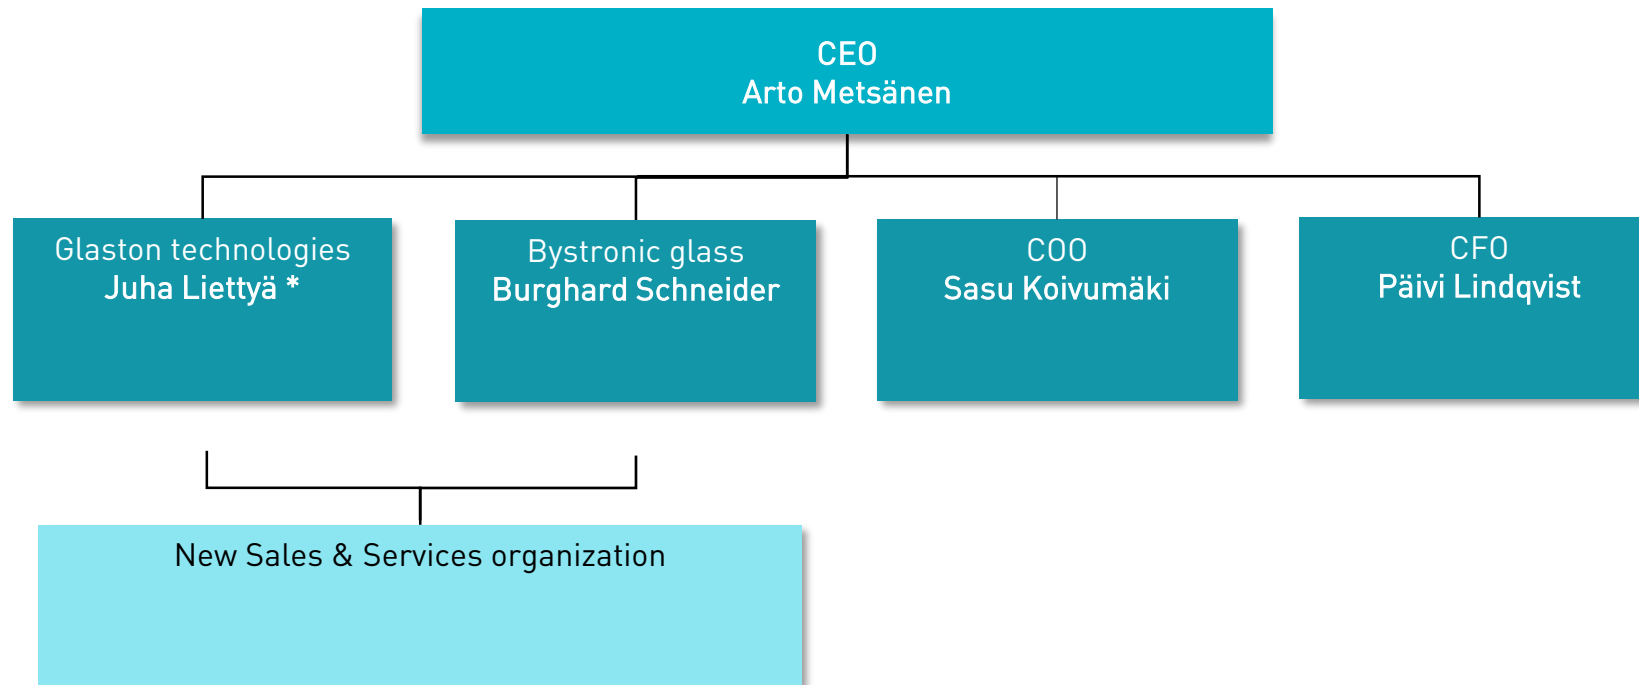 CEO
Arto Metsänen
Glaston technologies
Juha Liettyä *
Bystronic glass
Burghard Schneider
COO
Sasu Koivumäki
CFO
Päivi Lindqvist
New Sales & Services organization